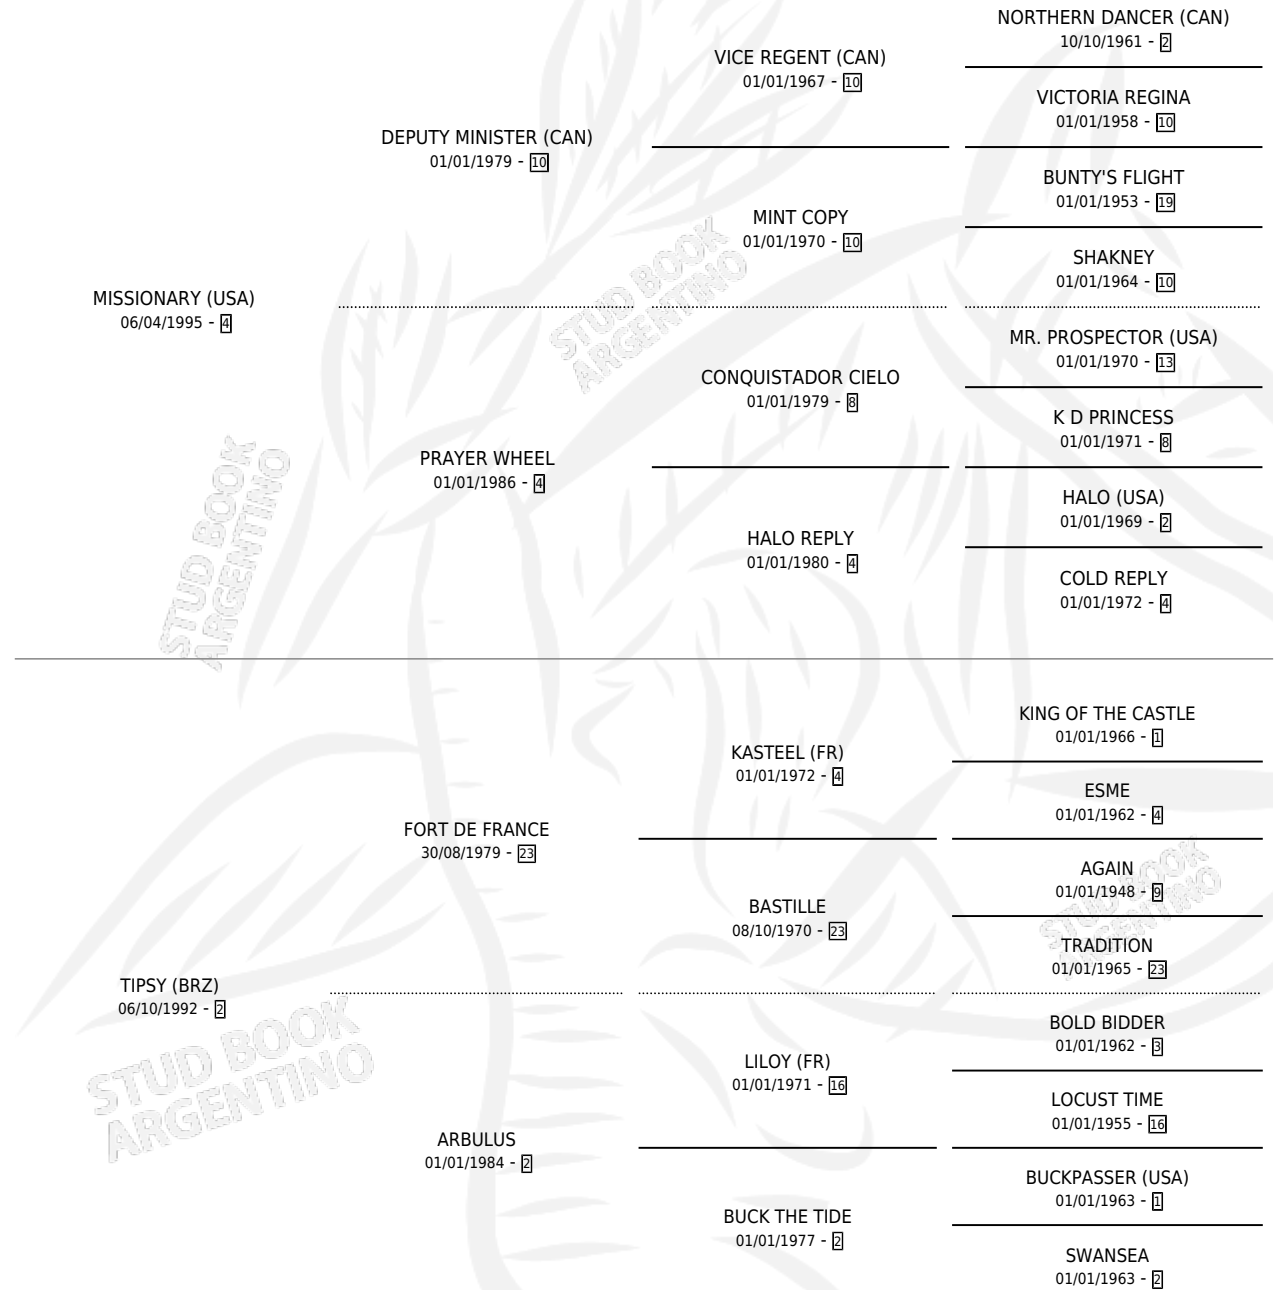 NORTHERN DANCER (CAN)
10/10/1961 - 2
VICE REGENT (CAN)
01/01/1967 - 10
VICTORIA REGINA
01/01/1958 - 10
DEPUTY MINISTER (CAN)
01/01/1979 - 10
BUNTY'S FLIGHT
01/01/1953 - 19
MINT COPY
01/01/1970 - 10
SHAKNEY
01/01/1964 - 10
MISSIONARY (USA)
06/04/1995 - 4
STUD BOOK
ARGENTINO
MR. PROSPECTOR (USA)
01/01/1970 - 13
CONQUISTADOR CIELO
01/01/1979 - 8
K D PRINCESS
01/01/1971 - 8
PRAYER WHEEL
01/01/1986 - 4
HALO (USA)
01/01/1969 - 2
HALO REPLY
01/01/1980 - 4
COLD REPLY
01/01/1972 - 4
STUD BOOK
ARGENTINO
KING OF THE CASTLE
01/01/1966 - 1
KASTEEL (FR)
01/01/1972 - 4
ESME
01/01/1962 - 4
FORT DE FRANCE
30/08/1979 - 23
AGAIN
01/01/1948 - 9
BASTILLE
08/10/1970 - 23
TRADITION
01/01/1965 - 23
STUD BOOK
ARGENTINO
TIPSY (BRZ)
06/10/1992 - 2
BOLD BIDDER
01/01/1962 - 3
LILOY (FR)
01/01/1971 - 16
LOCUST TIME
01/01/1955 - 16
STUD BOOK
ARGENTINO
ARBULUS
01/01/1984 - 2
BUCKPASSER (USA)
01/01/1963 - 1
BUCK THE TIDE
01/01/1977 - 2
SWANSEA
01/01/1963 - 2